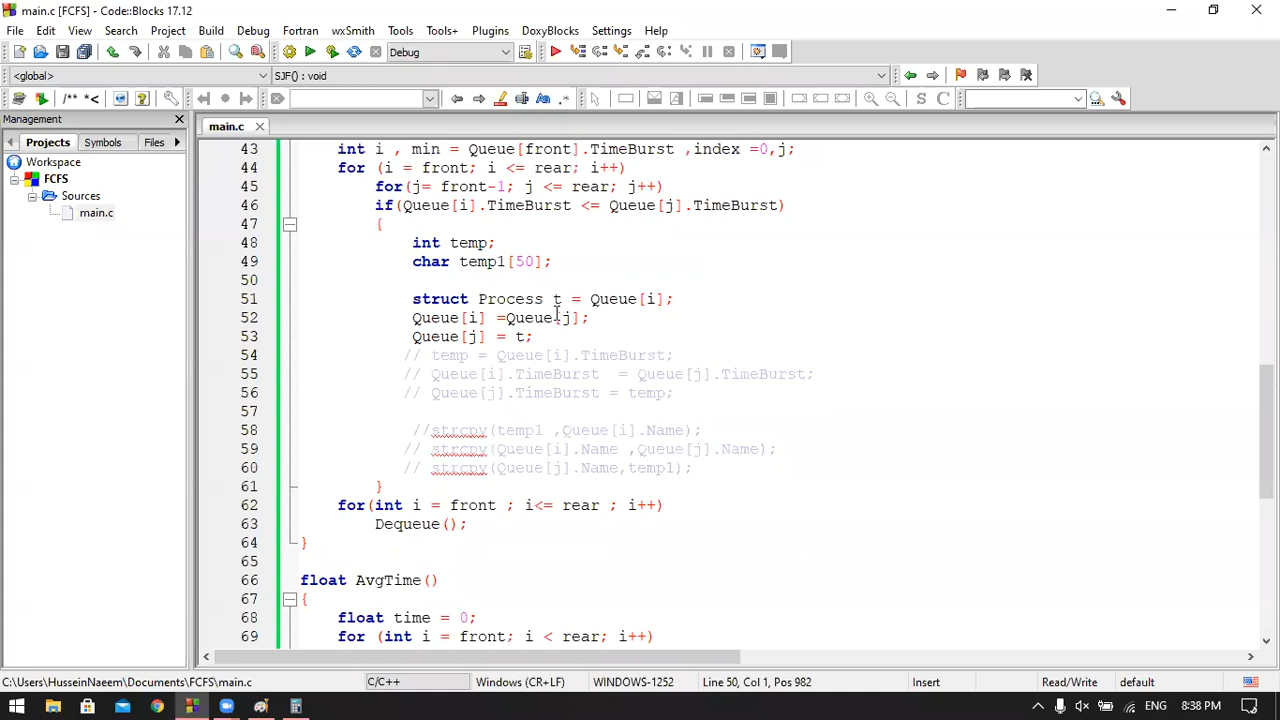 main.c [FCFS] - Code::Blocks 17.12
File Edit View Search Project Build Debug Fortran wxSmith Tools Tools+ Plugins DoxyBlocks Settings Help
Debug
<global> SJF() : void
/** *< S C
Management
main.c
Projects Symbols Files
Workspace
FCFS
Sources
main.c
43 int i , min = Queue[front].TimeBurst ,index =0,j;
44 for (i = front; i <= rear; i++)
45 for(j= front-1; j <= rear; j++)
46 if(Queue[i].TimeBurst <= Queue[j].TimeBurst)
47 {
48 int temp;
49 char temp1[50];
50
51 struct Process t = Queue[i];
52 Queue[i] =Queue[j];
53 Queue[j] = t;
54 // temp = Queue[i].TimeBurst;
55 // Queue[i].TimeBurst  = Queue[j].TimeBurst;
56 // Queue[j].TimeBurst = temp;
57
58 //strcpy(temp1 ,Queue[i].Name);
59 // strcpy(Queue[i].Name ,Queue[j].Name);
60 // strcpy(Queue[j].Name,temp1);
61 }
62 for(int i = front ; i<= rear ; i++)
63 Dequeue();
64 }
65
66 float AvgTime()
67 {
68 float time = 0;
69 for (int i = front; i < rear; i++)
C:\Users\HusseinNaeem\Documents\FCFS\main.c C/C++ Windows (CR+LF) WINDOWS-1252 Line 50, Col 1, Pos 982 Insert Read/Write default
ENG 8:38 PM